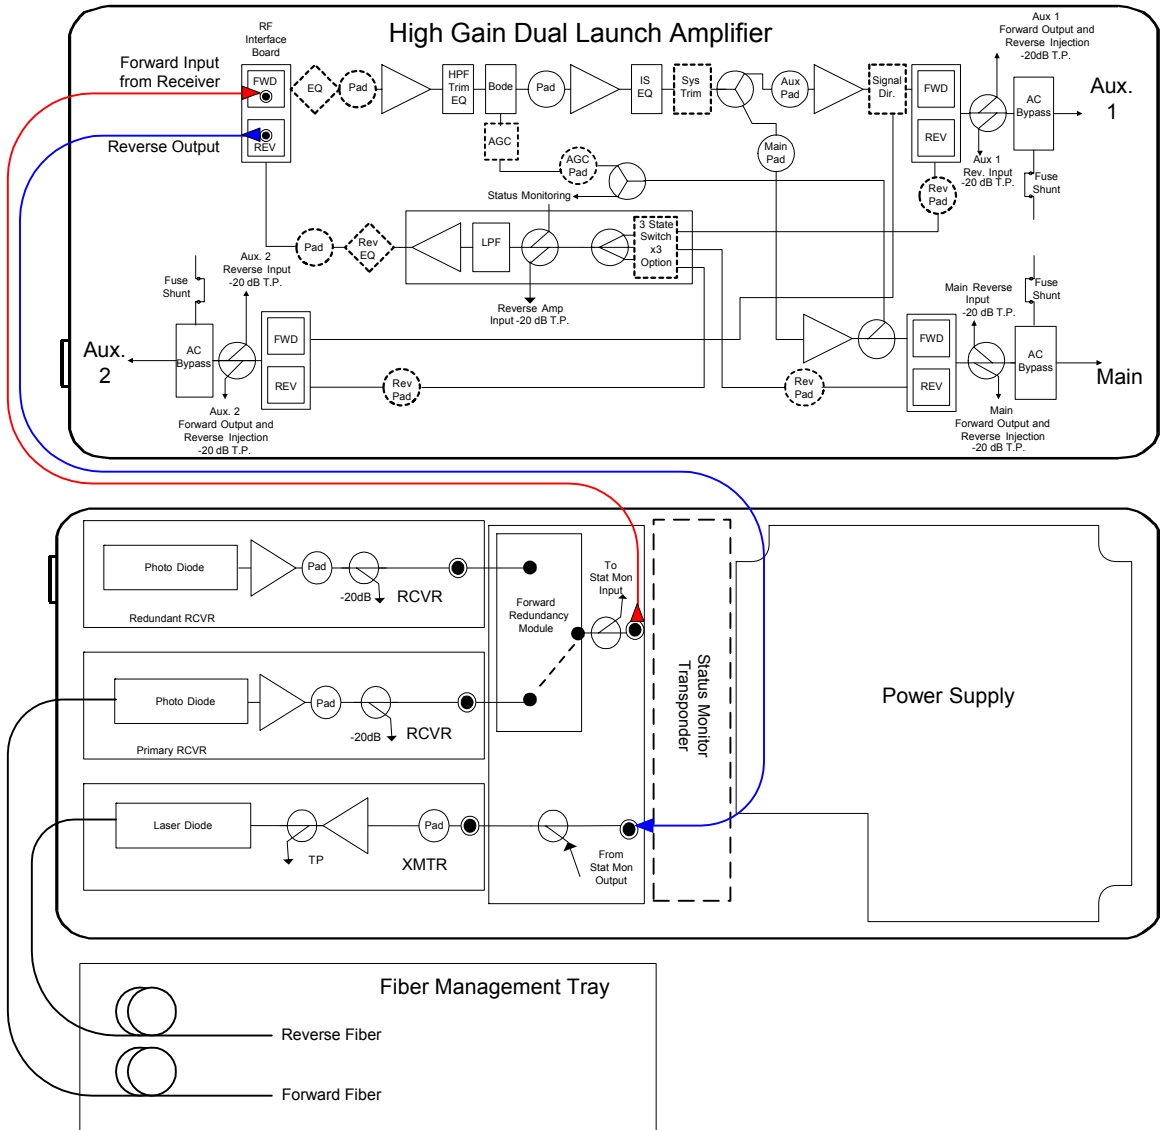 High Gain Dual Launch Amplifier
RF
Interface
Board
Forward Input
from Receiver
Reverse Output
FWD
REV
EQ
Pad
HPF
Trim
EQ
Bode
Pad
IS
EQ
Sys
Trim
Aux
Pad
Signal
Dir.
FWD
REV
Aux 1
Forward Output and
Reverse Injection
-20dB T.P.
AC
Bypass
Aux.
1
AGC
AGC
Pad
Main
Pad
Aux 1
Rev. Input
-20 dB T.P.
Fuse
Shunt
Rev
Pad
Status Monitoring
Pad
Rev
EQ
LPF
3 State
Switch
x3
Option
Reverse Amp
Input -20 dB T.P.
Aux. 2
Reverse Input
-20 dB T.P.
Fuse
Shunt
Main Reverse
Input
-20 dB T.P.
Fuse
Shunt
Aux.
2
AC
Bypass
FWD
REV
Rev
Pad
Rev
Pad
FWD
REV
AC
Bypass
Main
Aux. 2
Forward Output and
Reverse Injection
-20 dB T.P.
Main
Forward Output and
Reverse Injection
-20 dB T.P.
Photo Diode
Pad
-20dB
RCVR
Redundant RCVR
Forward
Redundancy
Module
To
Stat Mon
Input
Photo Diode
Pad
-20dB
RCVR
Primary RCVR
Status Monitor
Transponder
Power Supply
Laser Diode
TP
Pad
XMTR
From
Stat Mon
Output
Fiber Management Tray
Reverse Fiber
Forward Fiber